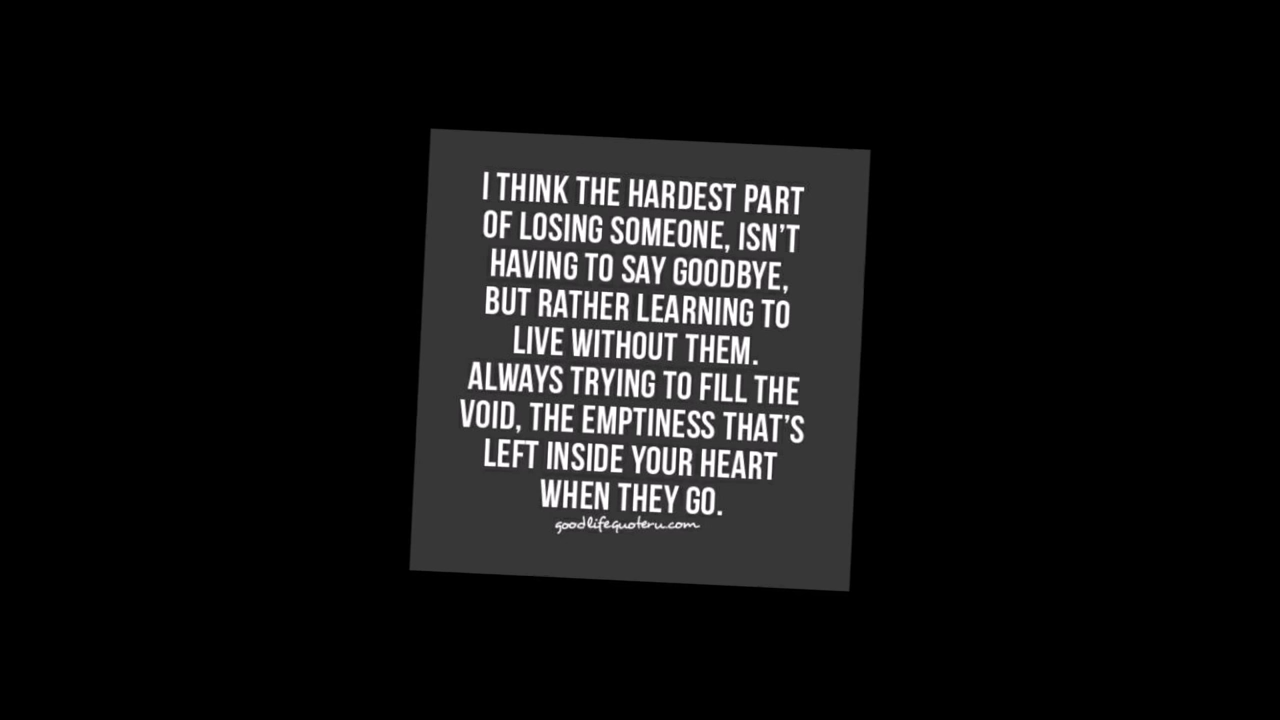 I THINK THE HARDEST PART
OF LOSING SOMEONE, ISN'T
HAVING TO SAY GOODBYE,
BUT RATHER LEARNING TO
LIVE WITHOUT THEM.
ALWAYS TRYING TO FILL THE
VOID, THE EMPTINESS THAT'S
LEFT INSIDE YOUR HEART
WHEN THEY GO.
goodlifequoteru.com